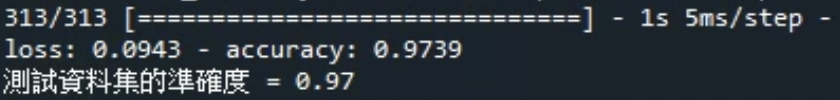 313/313 [==============================] - 1s 5ms/step -
loss: 0.0943 - accuracy: 0.9739
測試資料集的準確度 = 0.97